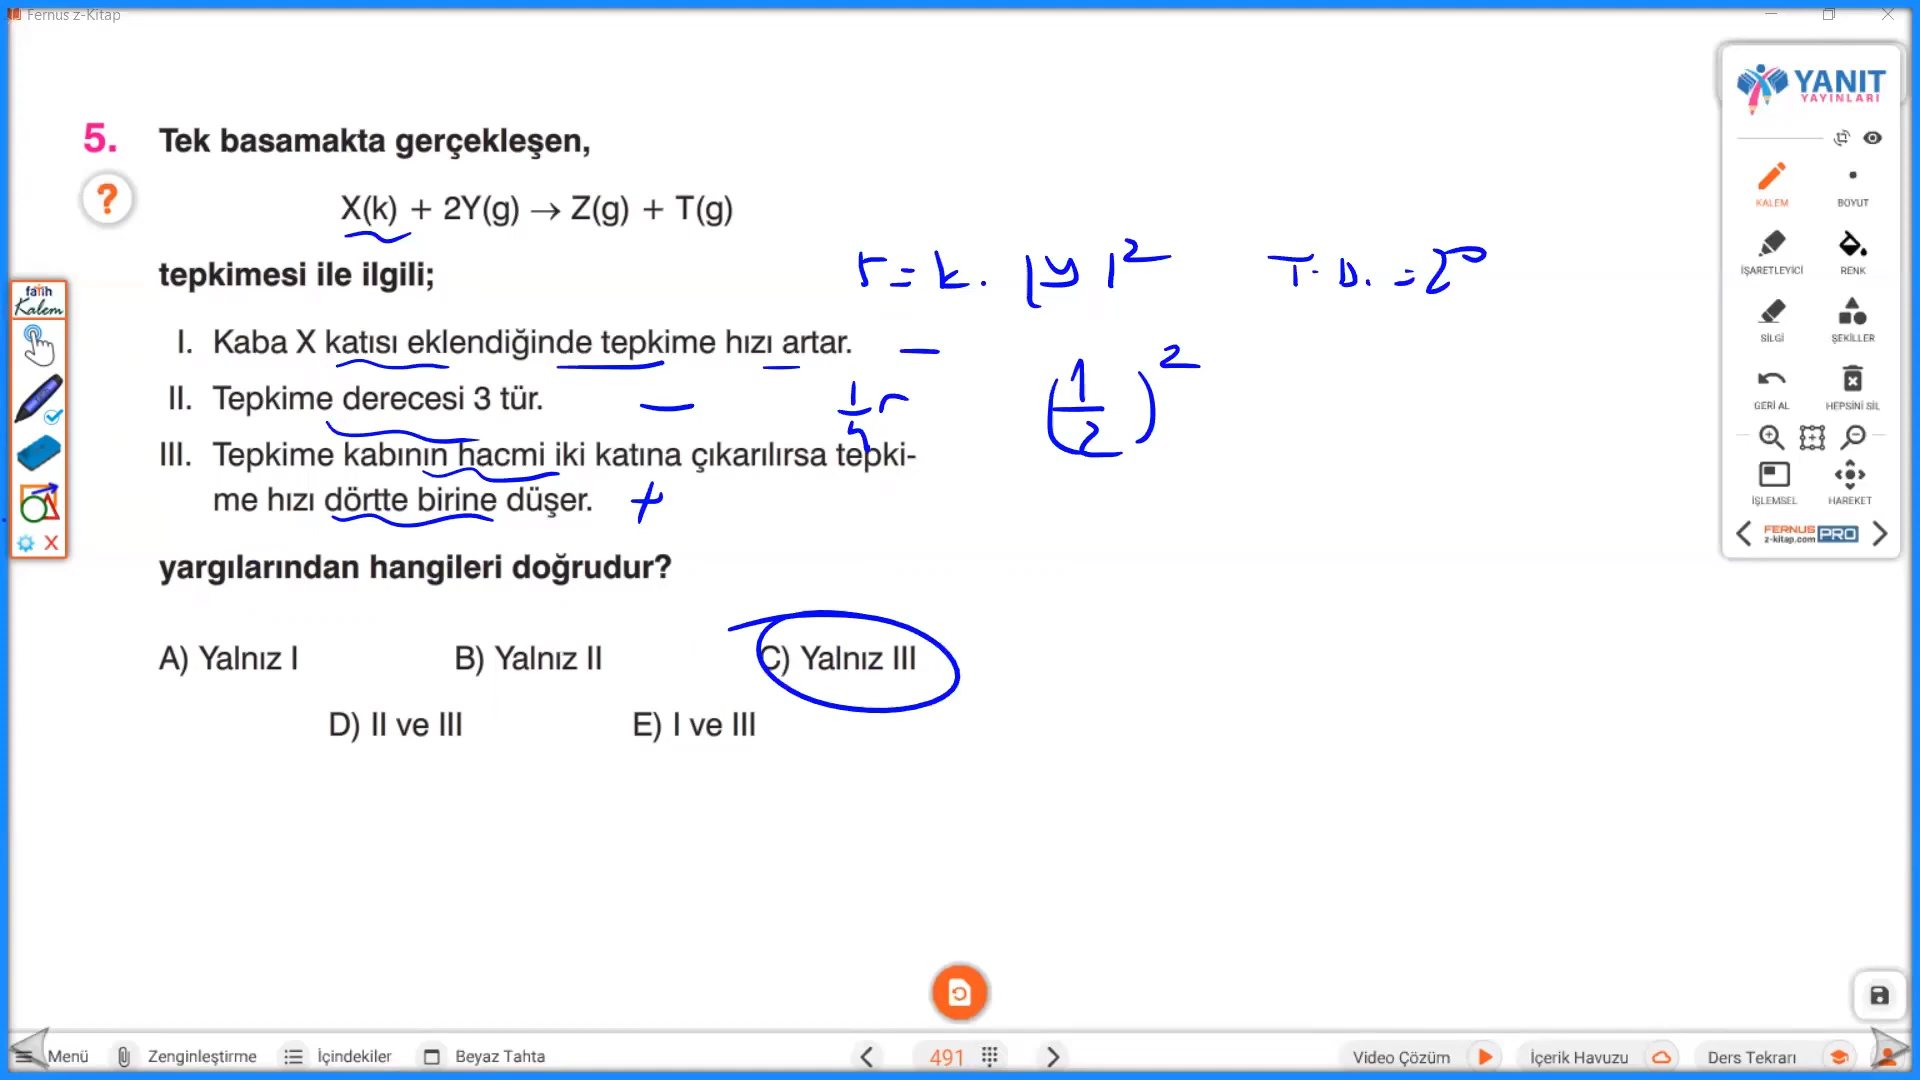 Fernus z-Kitap
YANIT
YAYINLARI
5. Tek basamakta gerçekleşen,
?
X(k) + 2Y(g) → Z(g) + T(g)
tepkimesi ile ilgili;
r = k. |y|² T.D. = 2°
I. Kaba X katısı eklendiğinde tepkime hızı artar. —
II. Tepkime derecesi 3 tür. — 1/4 r (1/2)²
III. Tepkime kabının hacmi iki katına çıkarılırsa tepki-
me hızı dörtte birine düşer. +
yargılarından hangileri doğrudur?
A) Yalnız I B) Yalnız II C) Yalnız III
D) II ve III E) I ve III
fatih
Kalem
X
KALEM BOYUT
İŞARETLEYİCİ RENK
SİLGİ ŞEKİLLER
GERİ AL HEPSİNİ SİL
İŞLEMSEL HAREKET
FERNUS
z-kitap.com PRO
Menü Zenginleştirme İçindekiler Beyaz Tahta 491 Video Çözüm İçerik Havuzu Ders Tekrarı